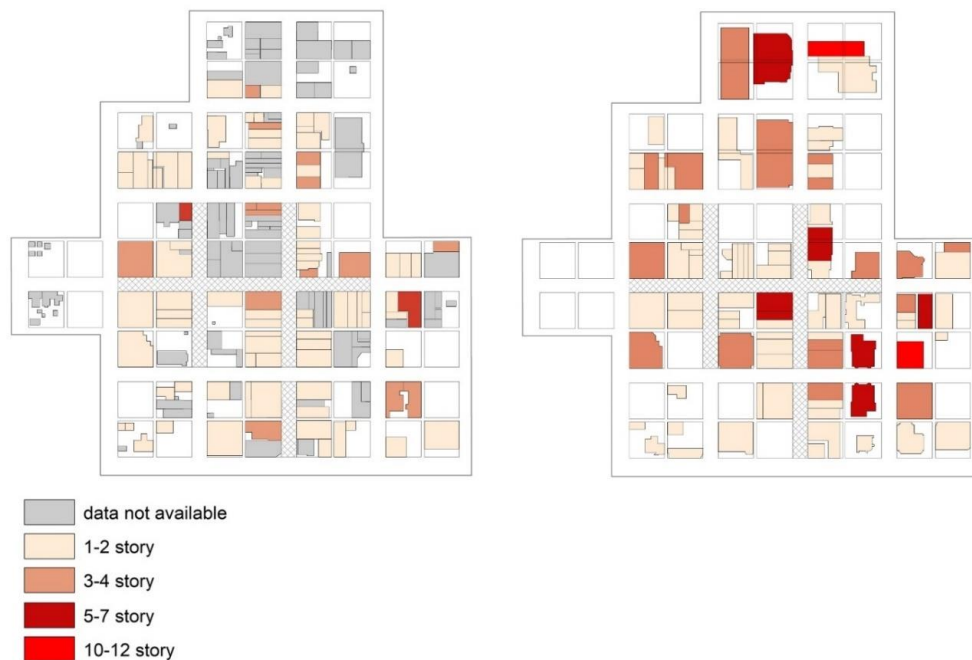 data not available
1-2 story
3-4 story
5-7 story
10-12 story